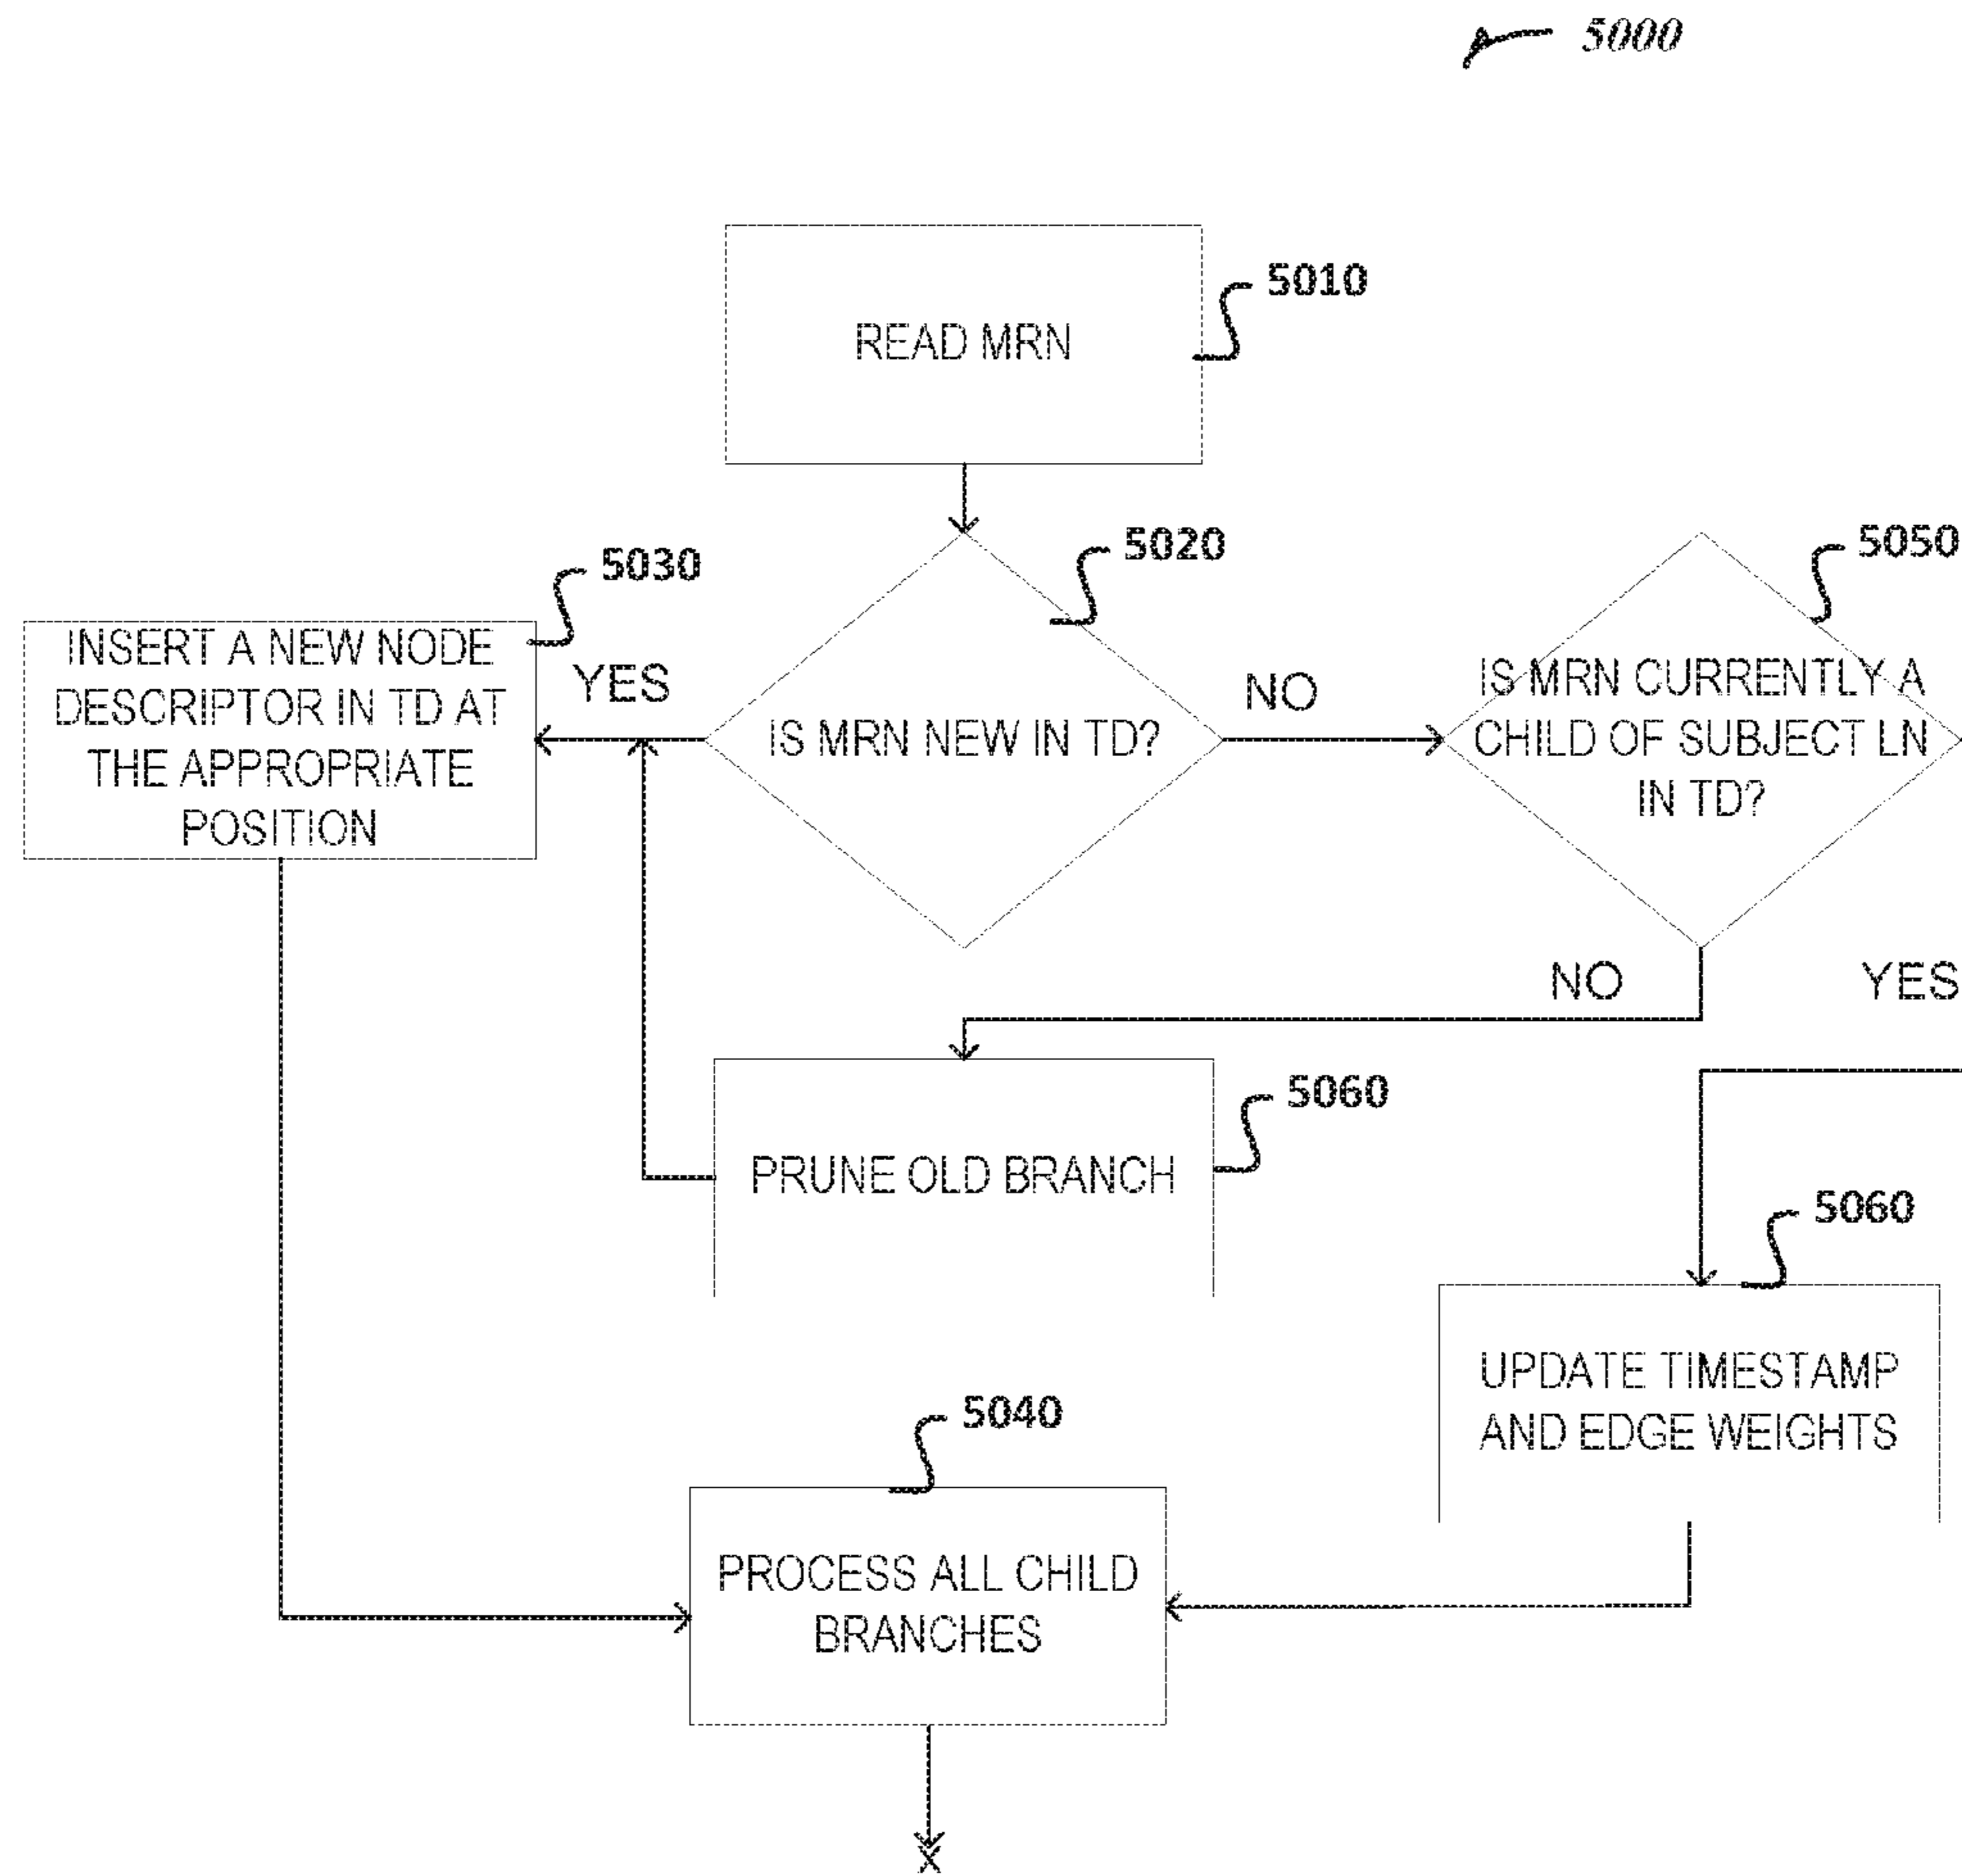 5000
READ MRN
5010
5020
5050
5030
INSERT A NEW NODE
DESCRIPTOR IN TD AT
THE APPROPRIATE
POSITION
YES
IS MRN NEW IN TD?
NO
IS MRN CURRENTLY A
CHILD OF SUBJECT LN
IN TD?
NO
YES
PRUNE OLD BRANCH
5060
5060
UPDATE TIMESTAMP
AND EDGE WEIGHTS
5040
PROCESS ALL CHILD
BRANCHES
X